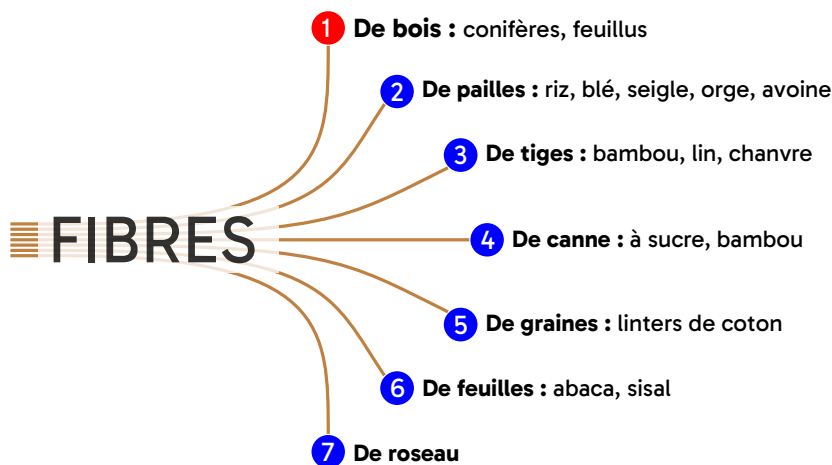 1 De bois : conifères, feuillus
2 De pailles : riz, blé, seigle, orge, avoine
3 De tiges : bambou, lin, chanvre
FIBRES
4 De canne : à sucre, bambou
5 De graines : linters de coton
6 De feuilles : abaca, sisal
7 De roseau